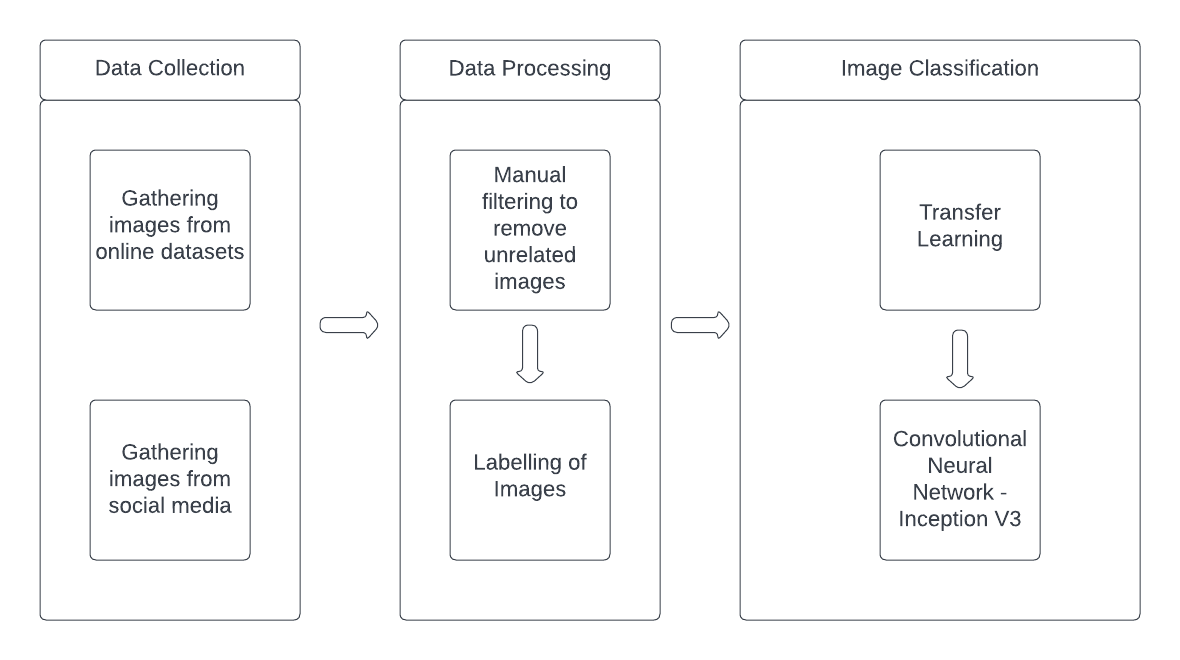 Data Collection
Gathering
images from
online datasets
Gathering
images from
social media
Data Processing
Manual
filtering to
remove
unrelated
images
Labelling of
Images
Image Classification
Transfer
Learning
Convolutional
Neural
Network -
Inception V3